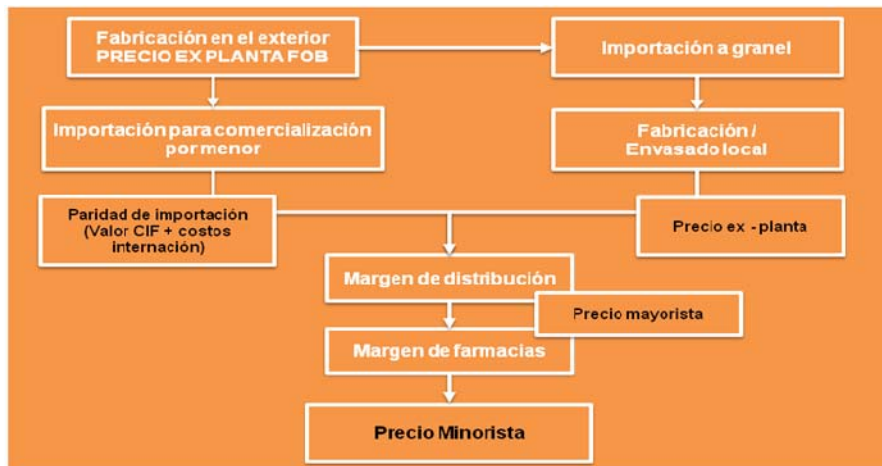 Fabricación en el exterior
PRECIO EX PLANTA FOB
Importación a granel
Importación para comercialización
por menor
Fabricación /
Envasado local
Paridad de importación
(Valor CIF + costos
internación)
Precio ex - planta
Margen de distribución
Precio mayorista
Margen de farmacias
Precio Minorista